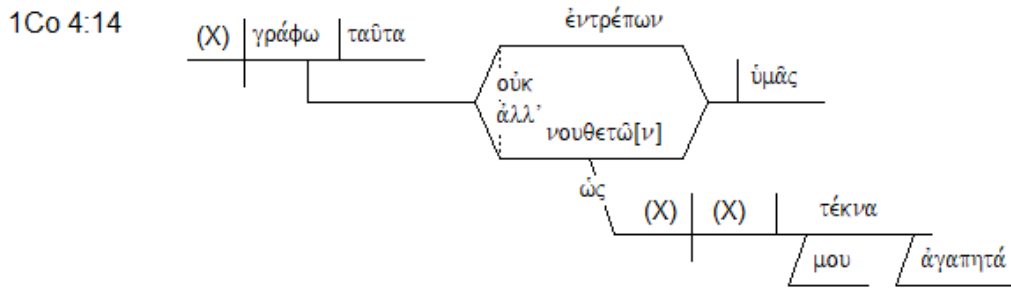 1Co 4:14
(X) γράφω ταῦτα
ἐντρέπων
οὐκ
ἀλλ’
νουθετῶ[ν]
ὑμᾶς
ὡς
(X) (X) τέκνα
μου ἀγαπητά